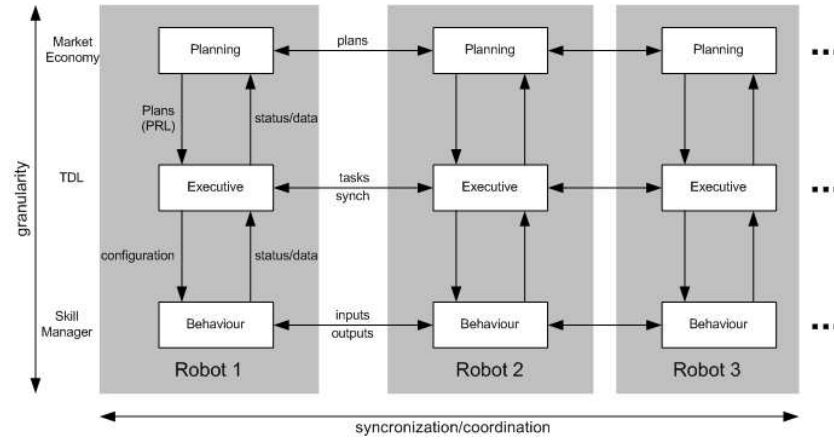 Market
Economy
Planning
plans
Planning
Planning
...
Plans
(PRL)
status/data
granularity
TDL
Executive
tasks
synch
Executive
Executive
...
configuration
status/data
Skill
Manager
Behaviour
inputs
outputs
Behaviour
Behaviour
...
Robot 1
Robot 2
Robot 3
syncronization/coordination